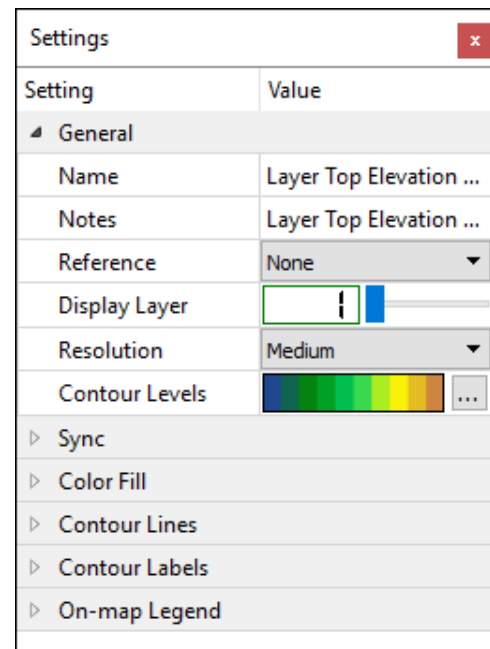 Settings x
Setting Value
General
Name Layer Top Elevation ...
Notes Layer Top Elevation ...
Reference None
Display Layer 1
Resolution Medium
Contour Levels ...
Sync
Color Fill
Contour Lines
Contour Labels
On-map Legend